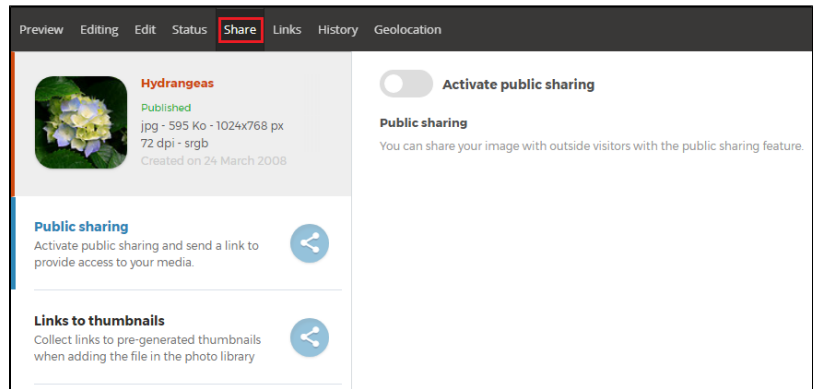 Preview Editing Edit Status Share Links History Geolocation
Hydrangeas
Published
jpg - 595 Ko - 1024x768 px
72 dpi - srgb
Created on 24 March 2008
Public sharing
Activate public sharing and send a link to
provide access to your media.
Links to thumbnails
Collect links to pre-generated thumbnails
when adding the file in the photo library
Activate public sharing
Public sharing
You can share your image with outside visitors with the public sharing feature.